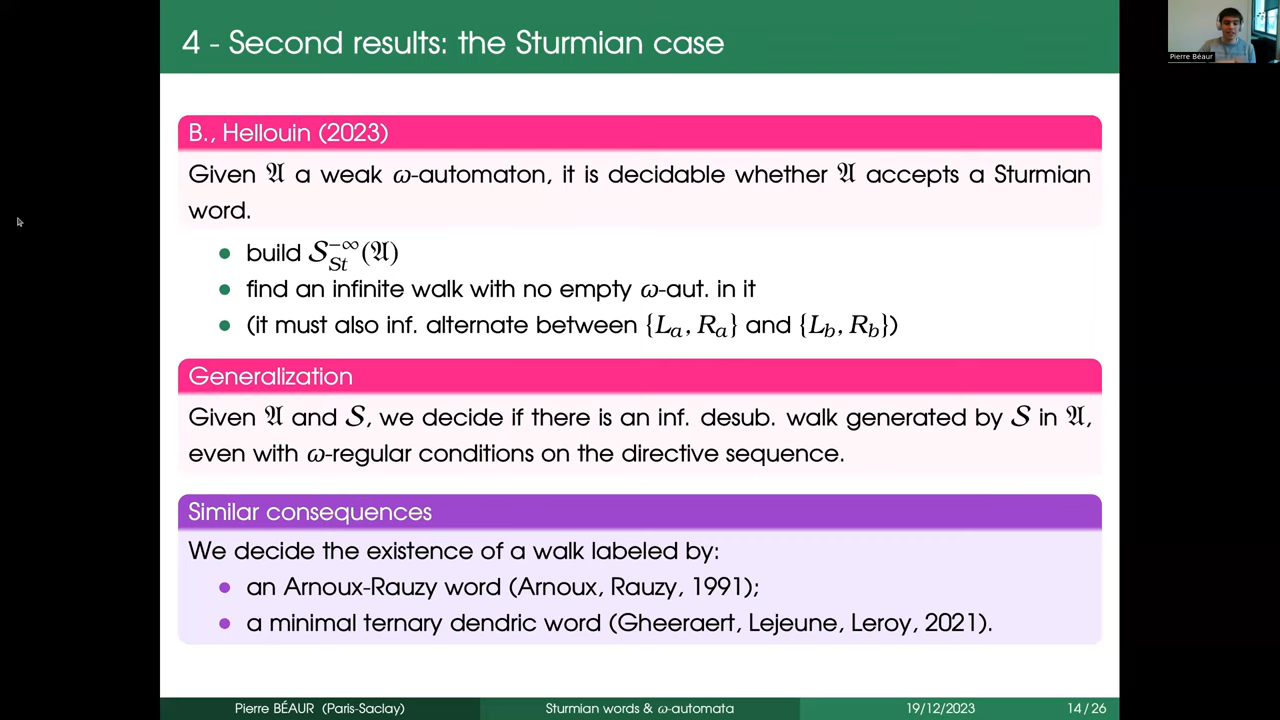 4 - Second results: the Sturmian case
Pierre Béaur
B., Hellouin (2023)
Given 𝔄 a weak ω-automaton, it is decidable whether 𝔄 accepts a Sturmian
word.
build 𝒮_{St}^{-∞}(𝔄)
find an infinite walk with no empty ω-aut. in it
(it must also inf. alternate between {L_a, R_a} and {L_b, R_b})
Generalization
Given 𝔄 and 𝒮, we decide if there is an inf. desub. walk generated by 𝒮 in 𝔄,
even with ω-regular conditions on the directive sequence.
Similar consequences
We decide the existence of a walk labeled by:
an Arnoux-Rauzy word (Arnoux, Rauzy, 1991);
a minimal ternary dendric word (Gheeraert, Lejeune, Leroy, 2021).
Pierre BÉAUR (Paris-Saclay)
Sturmian words & ω-automata
19/12/2023
14 / 26